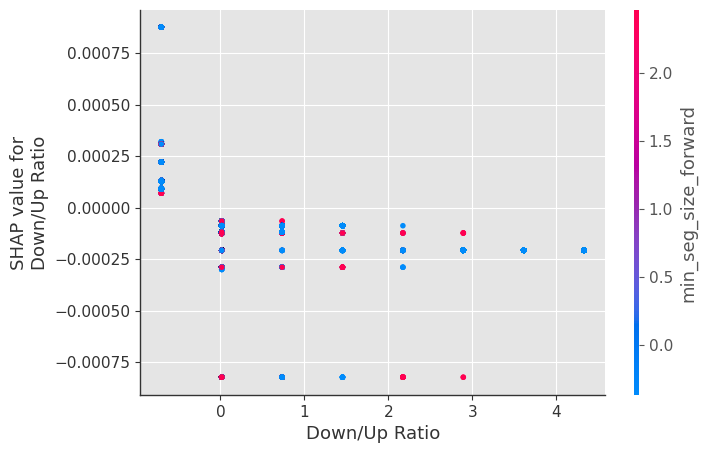 0.00075
0.00050
0.00025
0.00000
−0.00025
−0.00050
−0.00075
SHAP value for
Down/Up Ratio
0 1 2 3 4
Down/Up Ratio
2.0
1.5
1.0
0.5
0.0
min_seg_size_forward